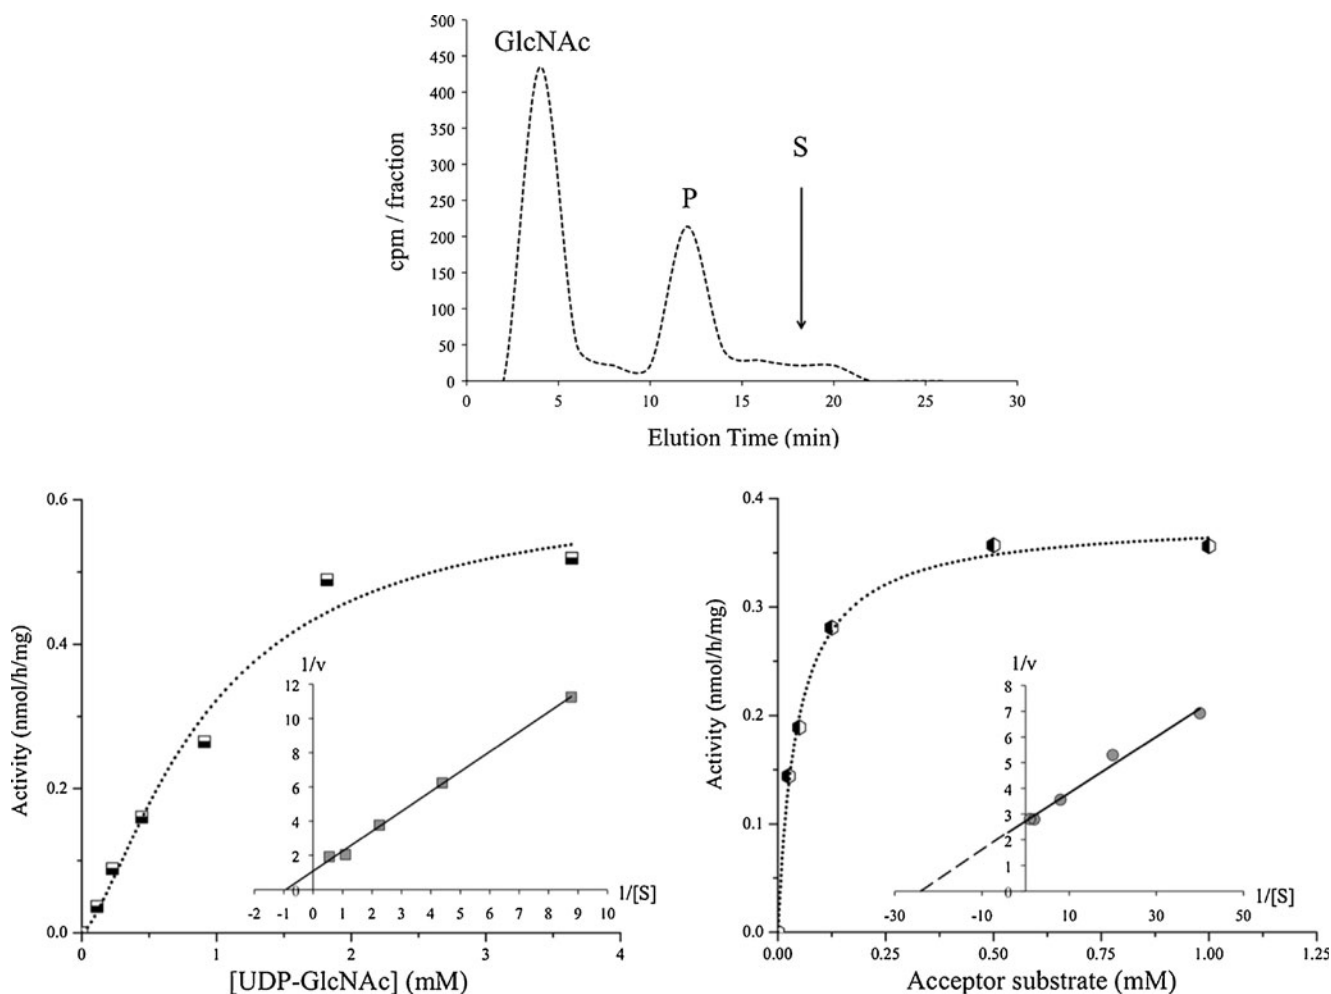 500
450
400
350
300
250
200
150
100
50
0
cpm / fraction
GlcNAc
P
S
0 5 10 15 20 25 30
Elution Time (min)
0.6
0.4
0.2
0.0
Activity (nmol/h/mg)
0 1 2 3 4
[UDP-GlcNAc] (mM)
1/v
12
10
8
6
4
2
0
-2 -1 0 1 2 3 4 5 6 7 8 9 10
1/[S]
0.4
0.3
0.2
0.1
0.0
Activity (nmol/h/mg)
0.00 0.25 0.50 0.75 1.00 1.25
Acceptor substrate (mM)
1/v
8
7
6
5
4
3
2
1
0
-30 -10 10 30 50
1/[S]